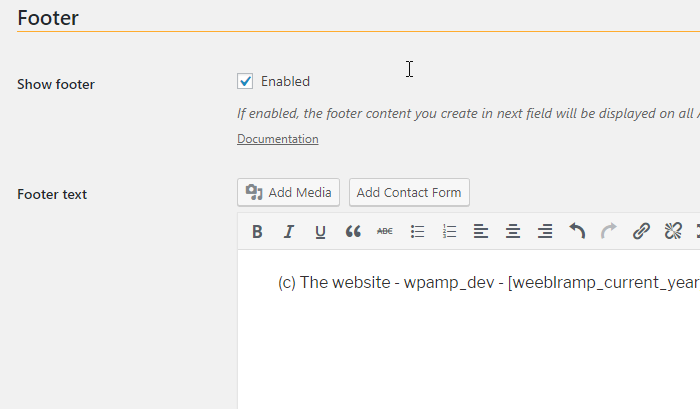 Footer
Show footer
Enabled
If enabled, the footer content you create in next field will be displayed on all
Documentation
Footer text
Add Media Add Contact Form
B I U ABC
(c) The website - wpamp_dev - [weeblramp_current_year